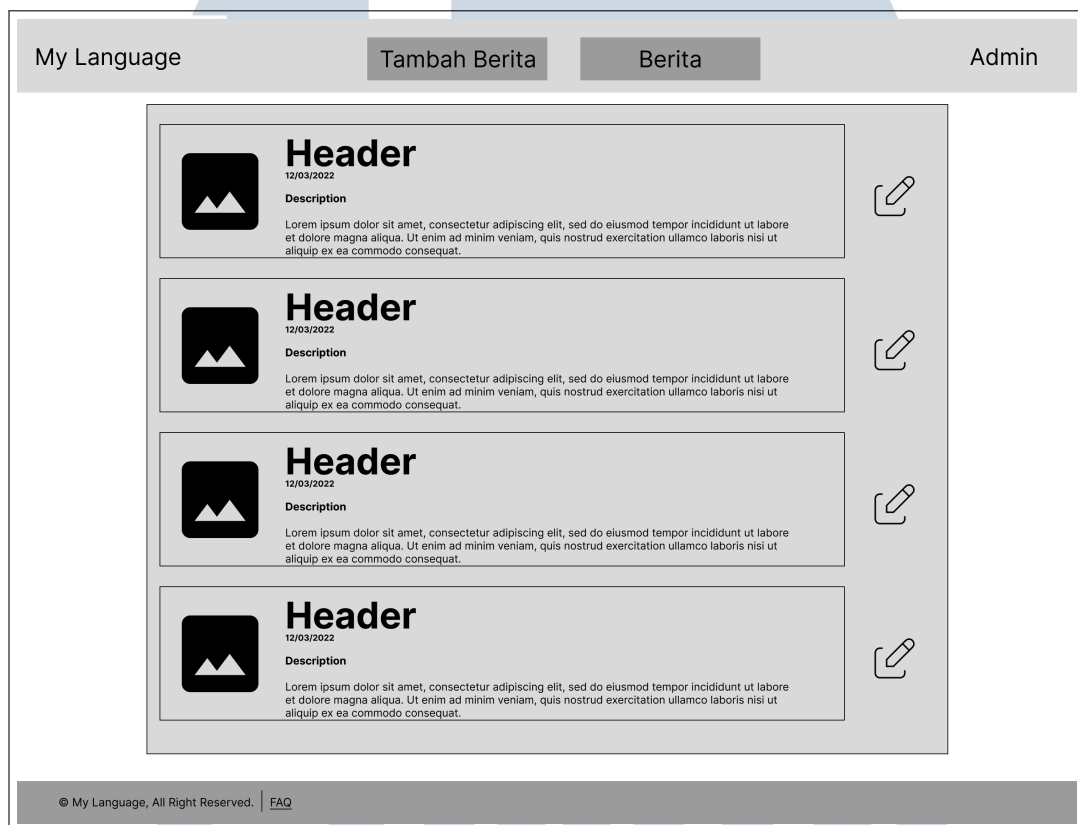 My Language
Tambah Berita
Berita
Admin
Header
12/03/2022
Description
Lorem ipsum dolor sit amet, consectetur adipiscing elit, sed do eiusmod tempor incididunt ut labore
et dolore magna aliqua. Ut enim ad minim veniam, quis nostrud exercitation ullamco laboris nisi ut
aliquip ex ea commodo consequat.
Header
12/03/2022
Description
Lorem ipsum dolor sit amet, consectetur adipiscing elit, sed do eiusmod tempor incididunt ut labore
et dolore magna aliqua. Ut enim ad minim veniam, quis nostrud exercitation ullamco laboris nisi ut
aliquip ex ea commodo consequat.
Header
12/03/2022
Description
Lorem ipsum dolor sit amet, consectetur adipiscing elit, sed do eiusmod tempor incididunt ut labore
et dolore magna aliqua. Ut enim ad minim veniam, quis nostrud exercitation ullamco laboris nisi ut
aliquip ex ea commodo consequat.
Header
12/03/2022
Description
Lorem ipsum dolor sit amet, consectetur adipiscing elit, sed do eiusmod tempor incididunt ut labore
et dolore magna aliqua. Ut enim ad minim veniam, quis nostrud exercitation ullamco laboris nisi ut
aliquip ex ea commodo consequat.
© My Language, All Right Reserved. | FAQ